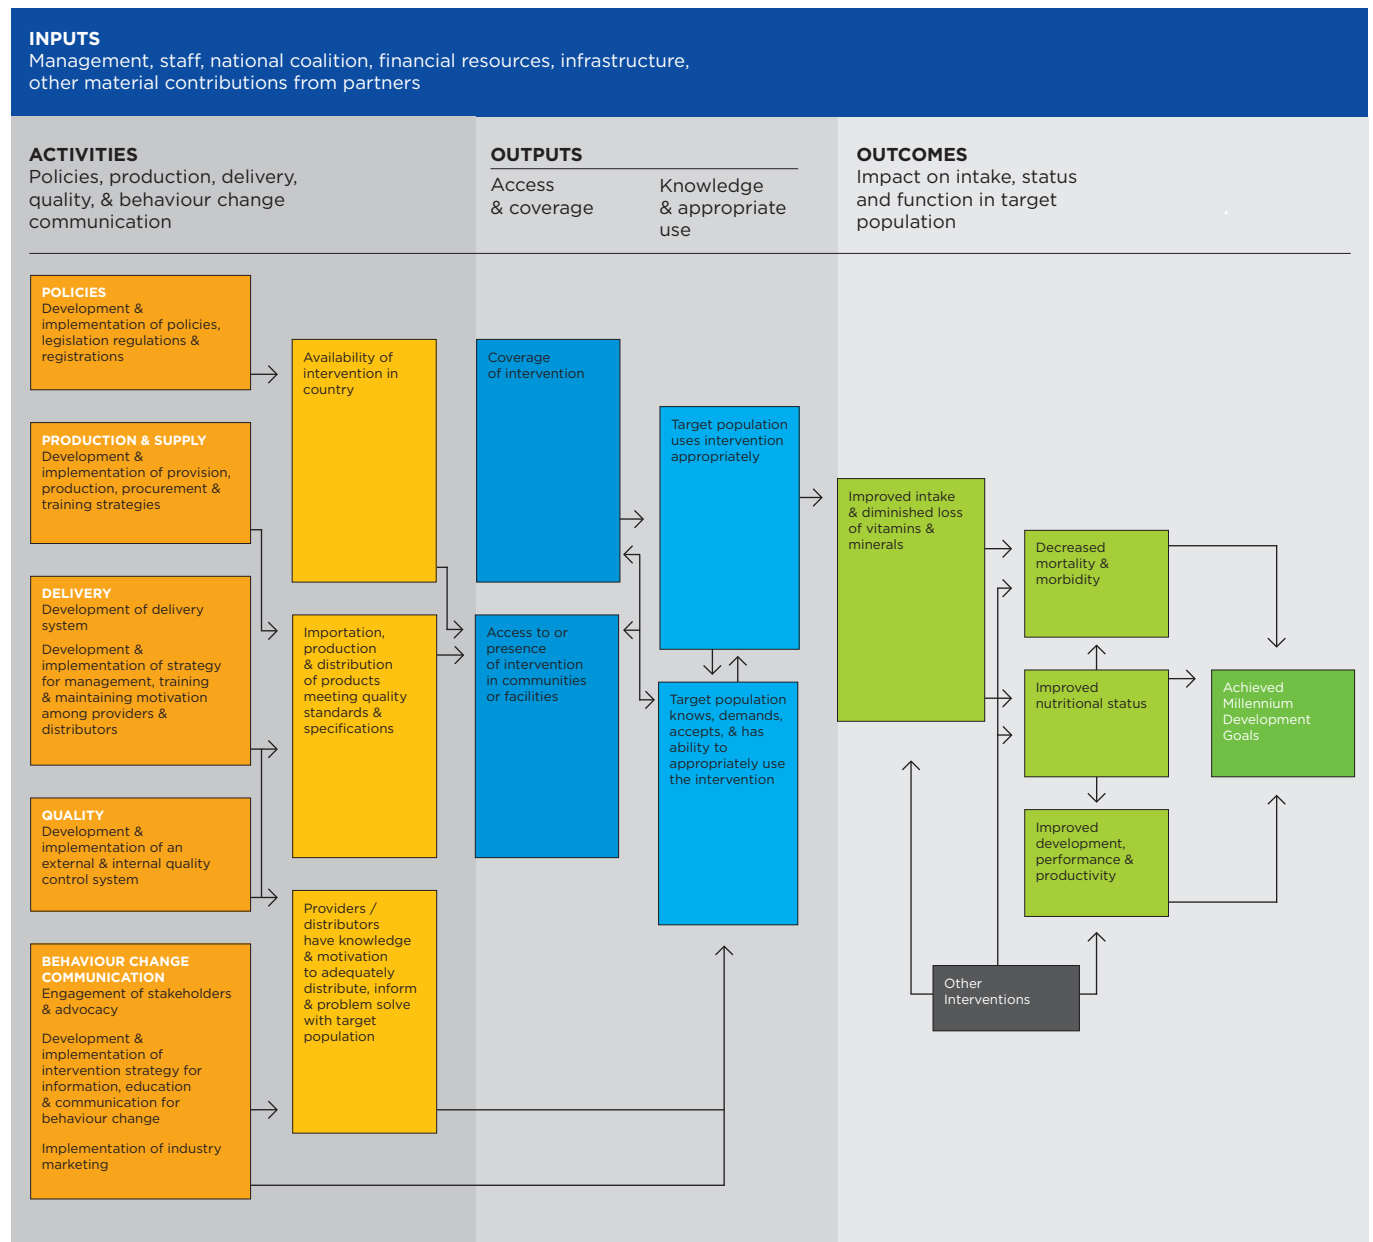 INPUTS
Management, staff, national coalition, financial resources, infrastructure,
other material contributions from partners
ACTIVITIES
Policies, production, delivery,
quality, & behaviour change
communication
OUTPUTS
Access
& coverage
Knowledge
& appropriate
use
OUTCOMES
Impact on intake, status
and function in target
population
POLICIES
Development &
implementation of policies,
legislation regulations &
registrations
PRODUCTION & SUPPLY
Development &
implementation of provision,
production, procurement &
training strategies
DELIVERY
Development of delivery
system
Development &
implementation of strategy
for management, training
& maintaining motivation
among providers &
distributors
QUALITY
Development &
implementation of an
external & internal quality
control system
BEHAVIOUR CHANGE
COMMUNICATION
Engagement of stakeholders
& advocacy
Development &
implementation of
intervention strategy for
information, education
& communication for
behaviour change
Implementation of industry
marketing
Availability of
intervention in
country
Importation,
production
& distribution
of products
meeting quality
standards &
specifications
Providers /
distributors
have knowledge
& motivation
to adequately
distribute, inform
& problem solve
with target
population
Coverage
of intervention
Access to or
presence
of intervention
in communities
or facilities
Target population
uses intervention
appropriately
Target population
knows, demands,
accepts, & has
ability to
appropriately use
the intervention
Improved intake
& diminished loss
of vitamins &
minerals
Decreased
mortality &
morbidity
Improved
nutritional status
Improved
development,
performance &
productivity
Achieved
Millennium
Development
Goals
Other
Interventions